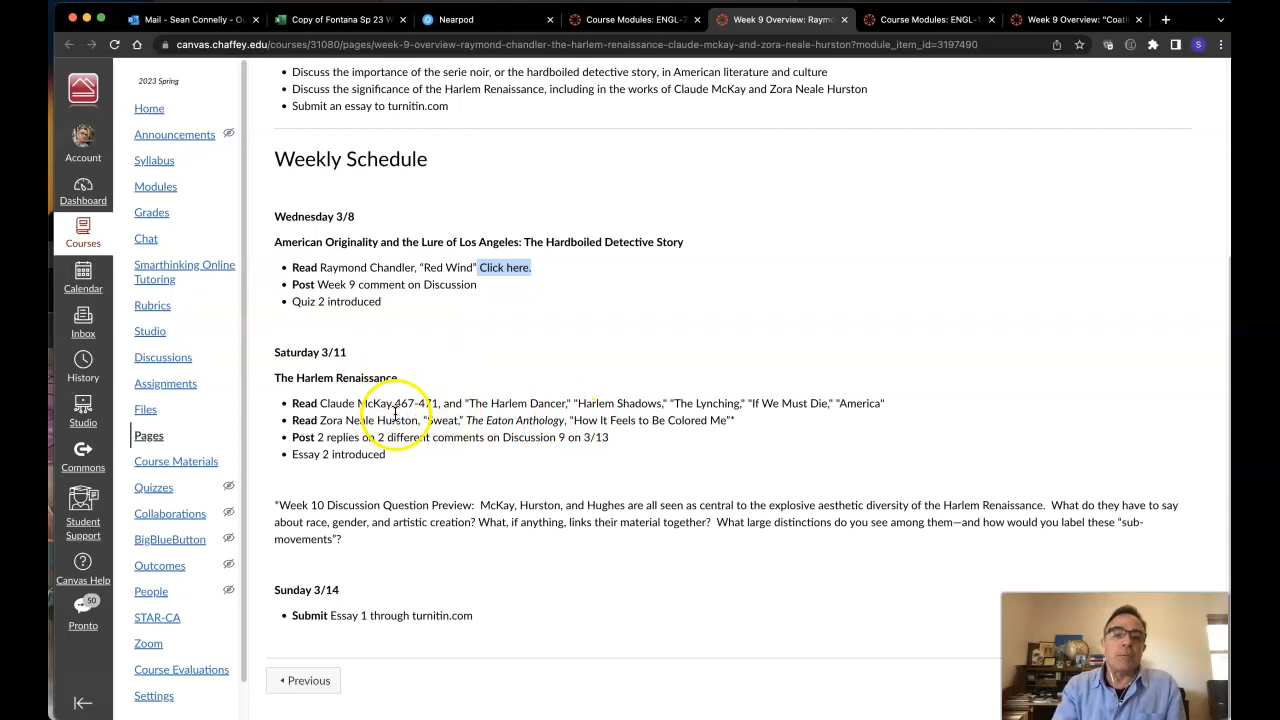 Mail - Sean Connelly - Ou
Copy of Fontana Sp 23 W
Nearpod
Course Modules: ENGL-7
Week 9 Overview: Raymo
Course Modules: ENGL-1
Week 9 Overview: "Coatl
canvas.chaffey.edu/courses/31080/pages/week-9-overview-raymond-chandler-the-harlem-renaissance-claude-mckay-and-zora-neale-hurston?module_item_id=3197490
S
Account
Dashboard
Courses
Calendar
Inbox
History
Studio
Commons
Student
Support
Canvas Help
50
Pronto
2023 Spring
Home
Announcements
Syllabus
Modules
Grades
Chat
Smarthinking Online
Tutoring
Rubrics
Studio
Discussions
Assignments
Files
Pages
Course Materials
Quizzes
Collaborations
BigBlueButton
Outcomes
People
STAR-CA
Zoom
Course Evaluations
Settings
• Discuss the importance of the serie noir, or the hardboiled detective story, in American literature and culture
• Discuss the significance of the Harlem Renaissance, including in the works of Claude McKay and Zora Neale Hurston
• Submit an essay to turnitin.com
Weekly Schedule
Wednesday 3/8
American Originality and the Lure of Los Angeles: The Hardboiled Detective Story
• Read Raymond Chandler, “Red Wind” Click here.
• Post Week 9 comment on Discussion
• Quiz 2 introduced
Saturday 3/11
The Harlem Renaissance
• Read Claude McKay 467-471, and "The Harlem Dancer," "Harlem Shadows," "The Lynching," "If We Must Die," "America"
• Read Zora Neale Hurston, “Sweat,” The Eaton Anthology, “How It Feels to Be Colored Me”*
• Post 2 replies on 2 different comments on Discussion 9 on 3/13
• Essay 2 introduced
*Week 10 Discussion Question Preview:  McKay, Hurston, and Hughes are all seen as central to the explosive aesthetic diversity of the Harlem Renaissance.  What do they have to say
about race, gender, and artistic creation? What, if anything, links their material together?  What large distinctions do you see among them—and how would you label these “sub-
movements”?
Sunday 3/14
• Submit Essay 1 through turnitin.com
Previous